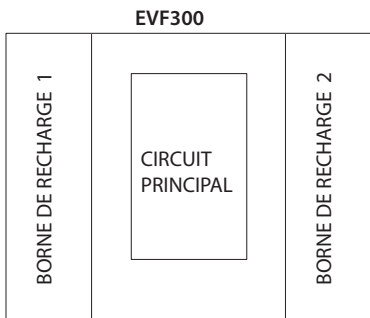 EVF300
BORNE DE RECHARGE 1
CIRCUIT
PRINCIPAL
BORNE DE RECHARGE 2